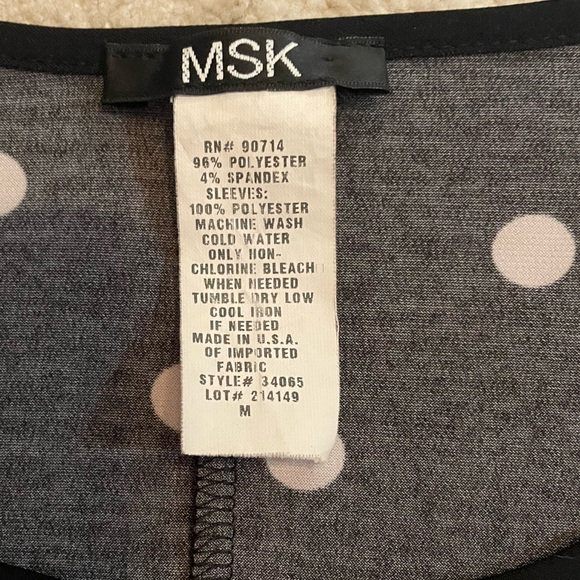 MSK
RN# 90714
96% POLYESTER
4% SPANDEX
SLEEVES:
100% POLYESTER
MACHINE WASH
COLD WATER
ONLY NON-
CHLORINE BLEACH
WHEN NEEDED
TUMBLE DRY LOW
COOL IRON
IF NEEDED
MADE IN U.S.A.
OF IMPORTED
FABRIC
STYLE# 34065
LOT# 214149
M